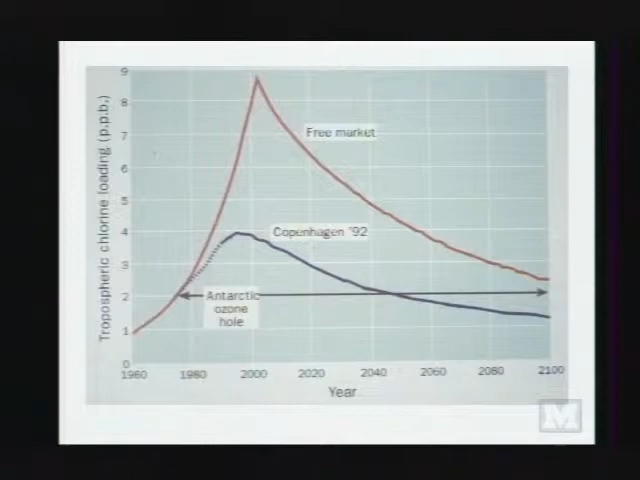 9
8
7
6
5
4
3
2
1
0
Tropospheric chlorine loading (p.p.b.)
Free market
Copenhagen '92
Antarctic
ozone
hole
1960 1980 2000 2020 2040 2060 2080 2100
Year
M